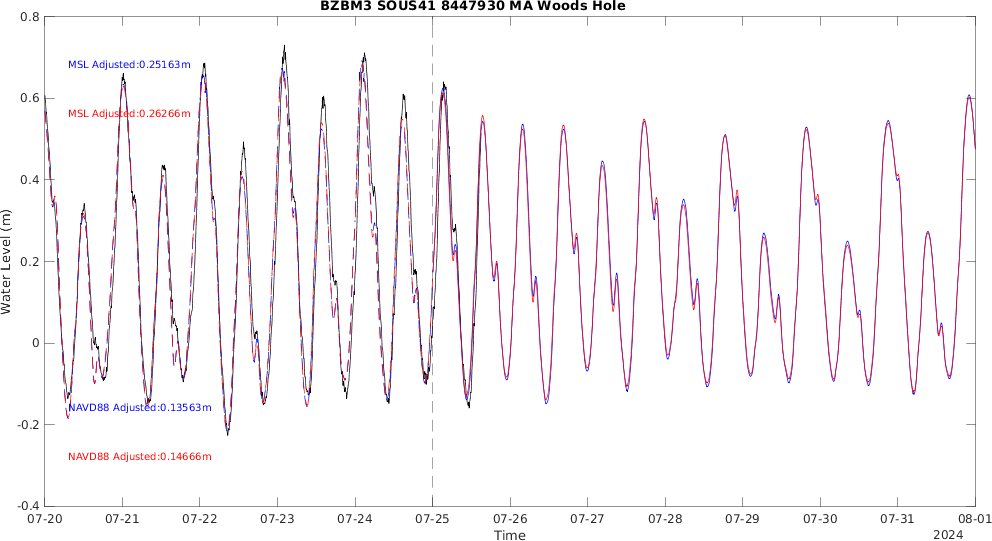 BZBM3 SOUS41 8447930 MA Woods Hole
0.8
MSL Adjusted:0.25163m
0.6
MSL Adjusted:0.26266m
0.4
0.2
Water Level (m)
0
NAVD88 Adjusted:0.13563m
-0.2
NAVD88 Adjusted:0.14666m
-0.4
07-20 07-21 07-22 07-23 07-24 07-25 07-26 07-27 07-28 07-29 07-30 07-31 08-01
Time
2024